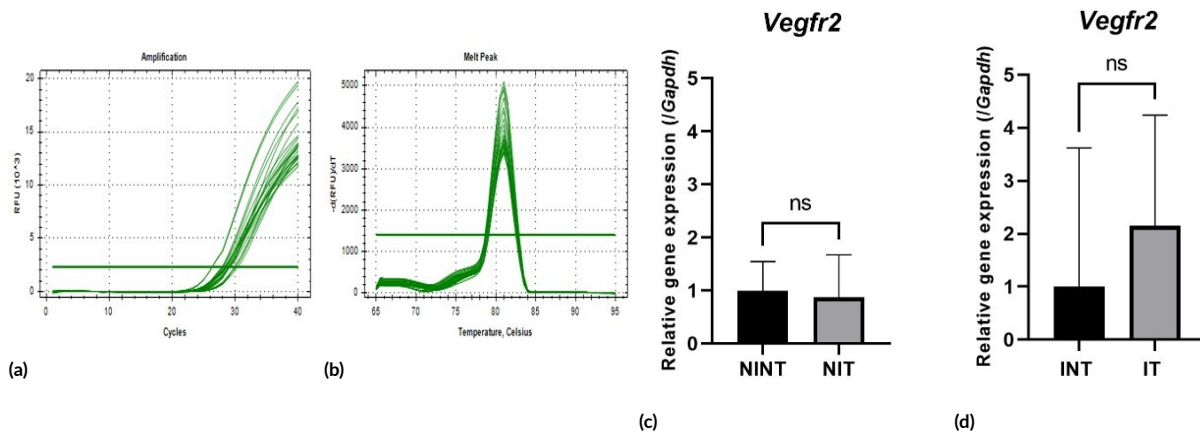 Amplification
RFU (10^3)
20
15
10
5
0
0
10
20
30
40
Cycles
(a)
Melt Peak
-d(RFU)/dT
5000
4000
3000
2000
1000
0
65
70
75
80
85
90
95
Temperature, Celsius
(b)
Vegfr2
Relative gene expression (/Gapdh)
5
4
3
2
1
0
ns
NINT
NIT
(c)
Vegfr2
Relative gene expression (/Gapdh)
5
4
3
2
1
0
ns
INT
IT
(d)